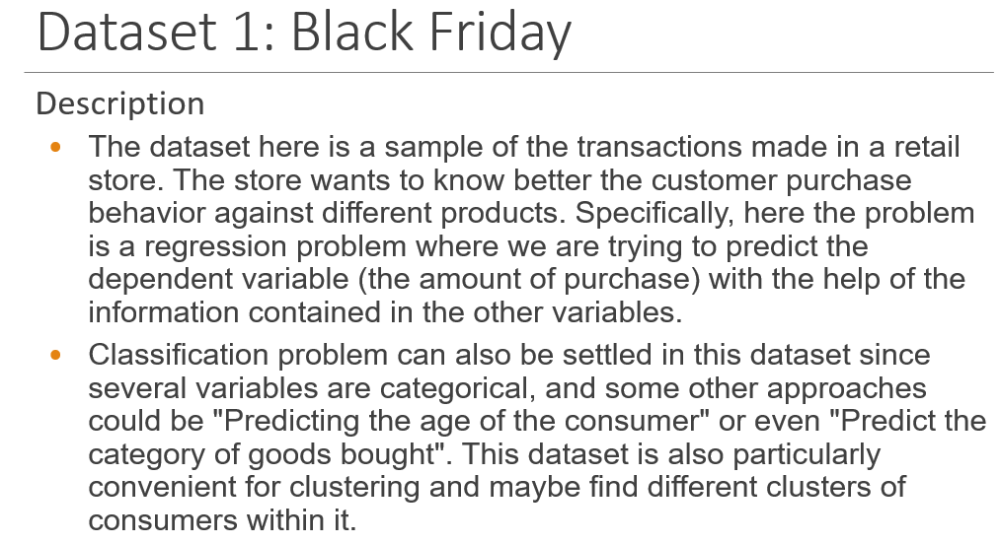 Dataset 1: Black Friday
Description
The dataset here is a sample of the transactions made in a retail
store. The store wants to know better the customer purchase
behavior against different products. Specifically, here the problem
is a regression problem where we are trying to predict the
dependent variable (the amount of purchase) with the help of the
information contained in the other variables.
Classification problem can also be settled in this dataset since
several variables are categorical, and some other approaches
could be "Predicting the age of the consumer" or even "Predict the
category of goods bought". This dataset is also particularly
convenient for clustering and maybe find different clusters of
consumers within it.